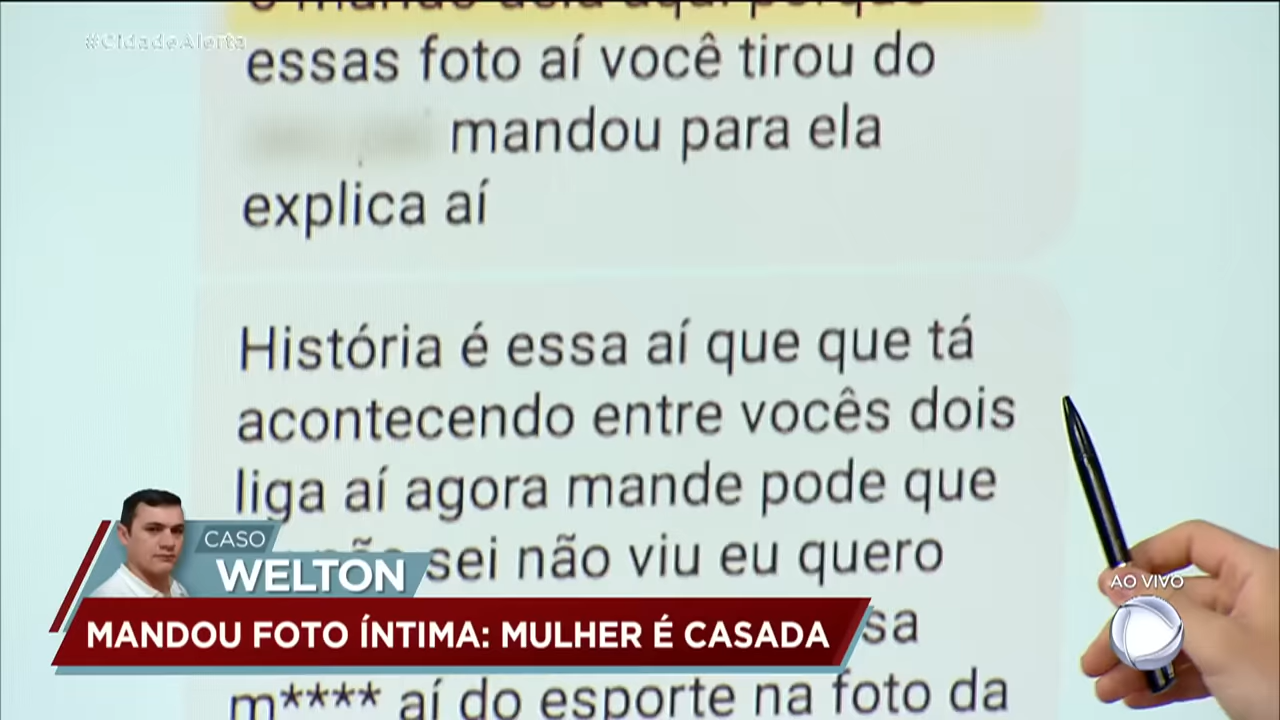 #CidadeAlerta
essas foto aí você tirou do
mandou para ela
explica aí
História é essa aí que que tá
acontecendo entre vocês dois
liga aí agora mande pode que
não sei não viu eu quero
sa
m**** aí do esporte na foto da
CASO
WELTON
MANDOU FOTO ÍNTIMA: MULHER É CASADA
AO VIVO